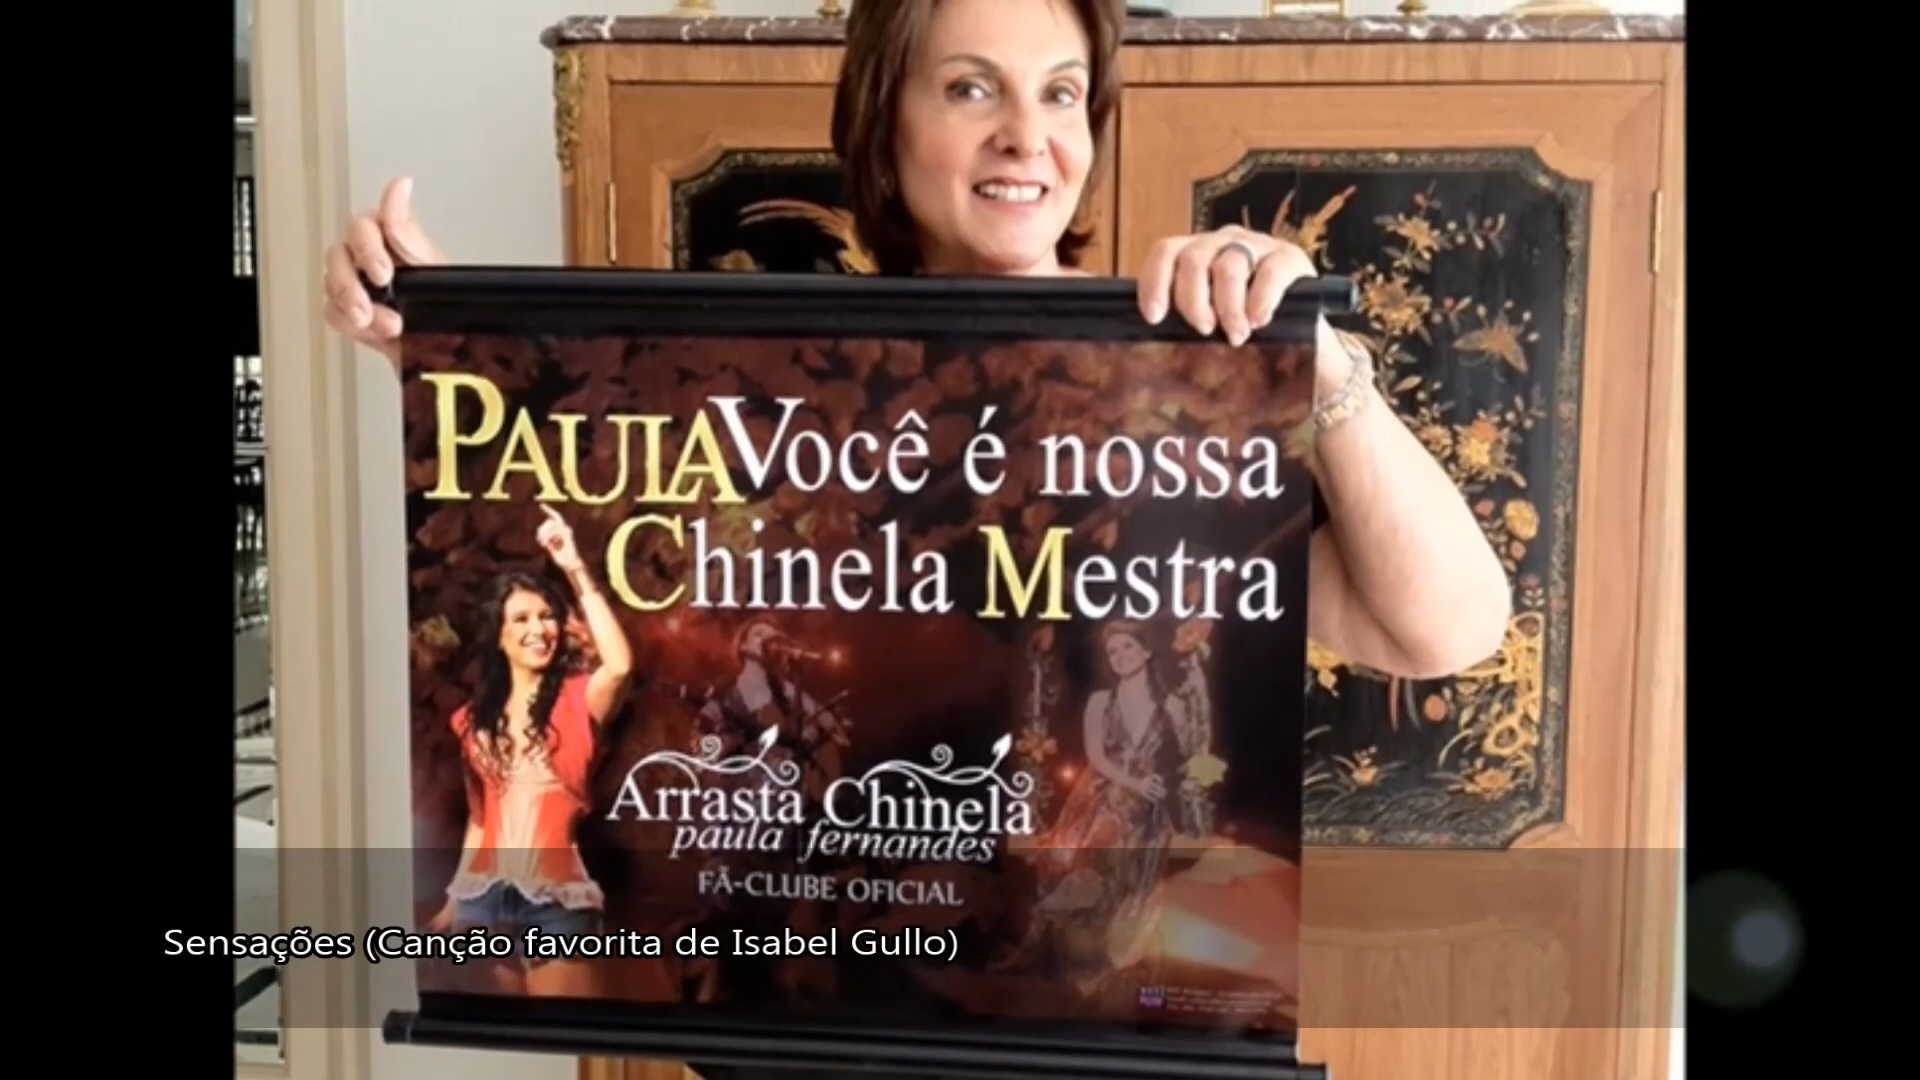 PAULA Você é nossa
Chinela Mestra
Arrasta Chinela
paula fernandes
FÃ-CLUBE OFICIAL
Sensações (Canção favorita de Isabel Gullo)